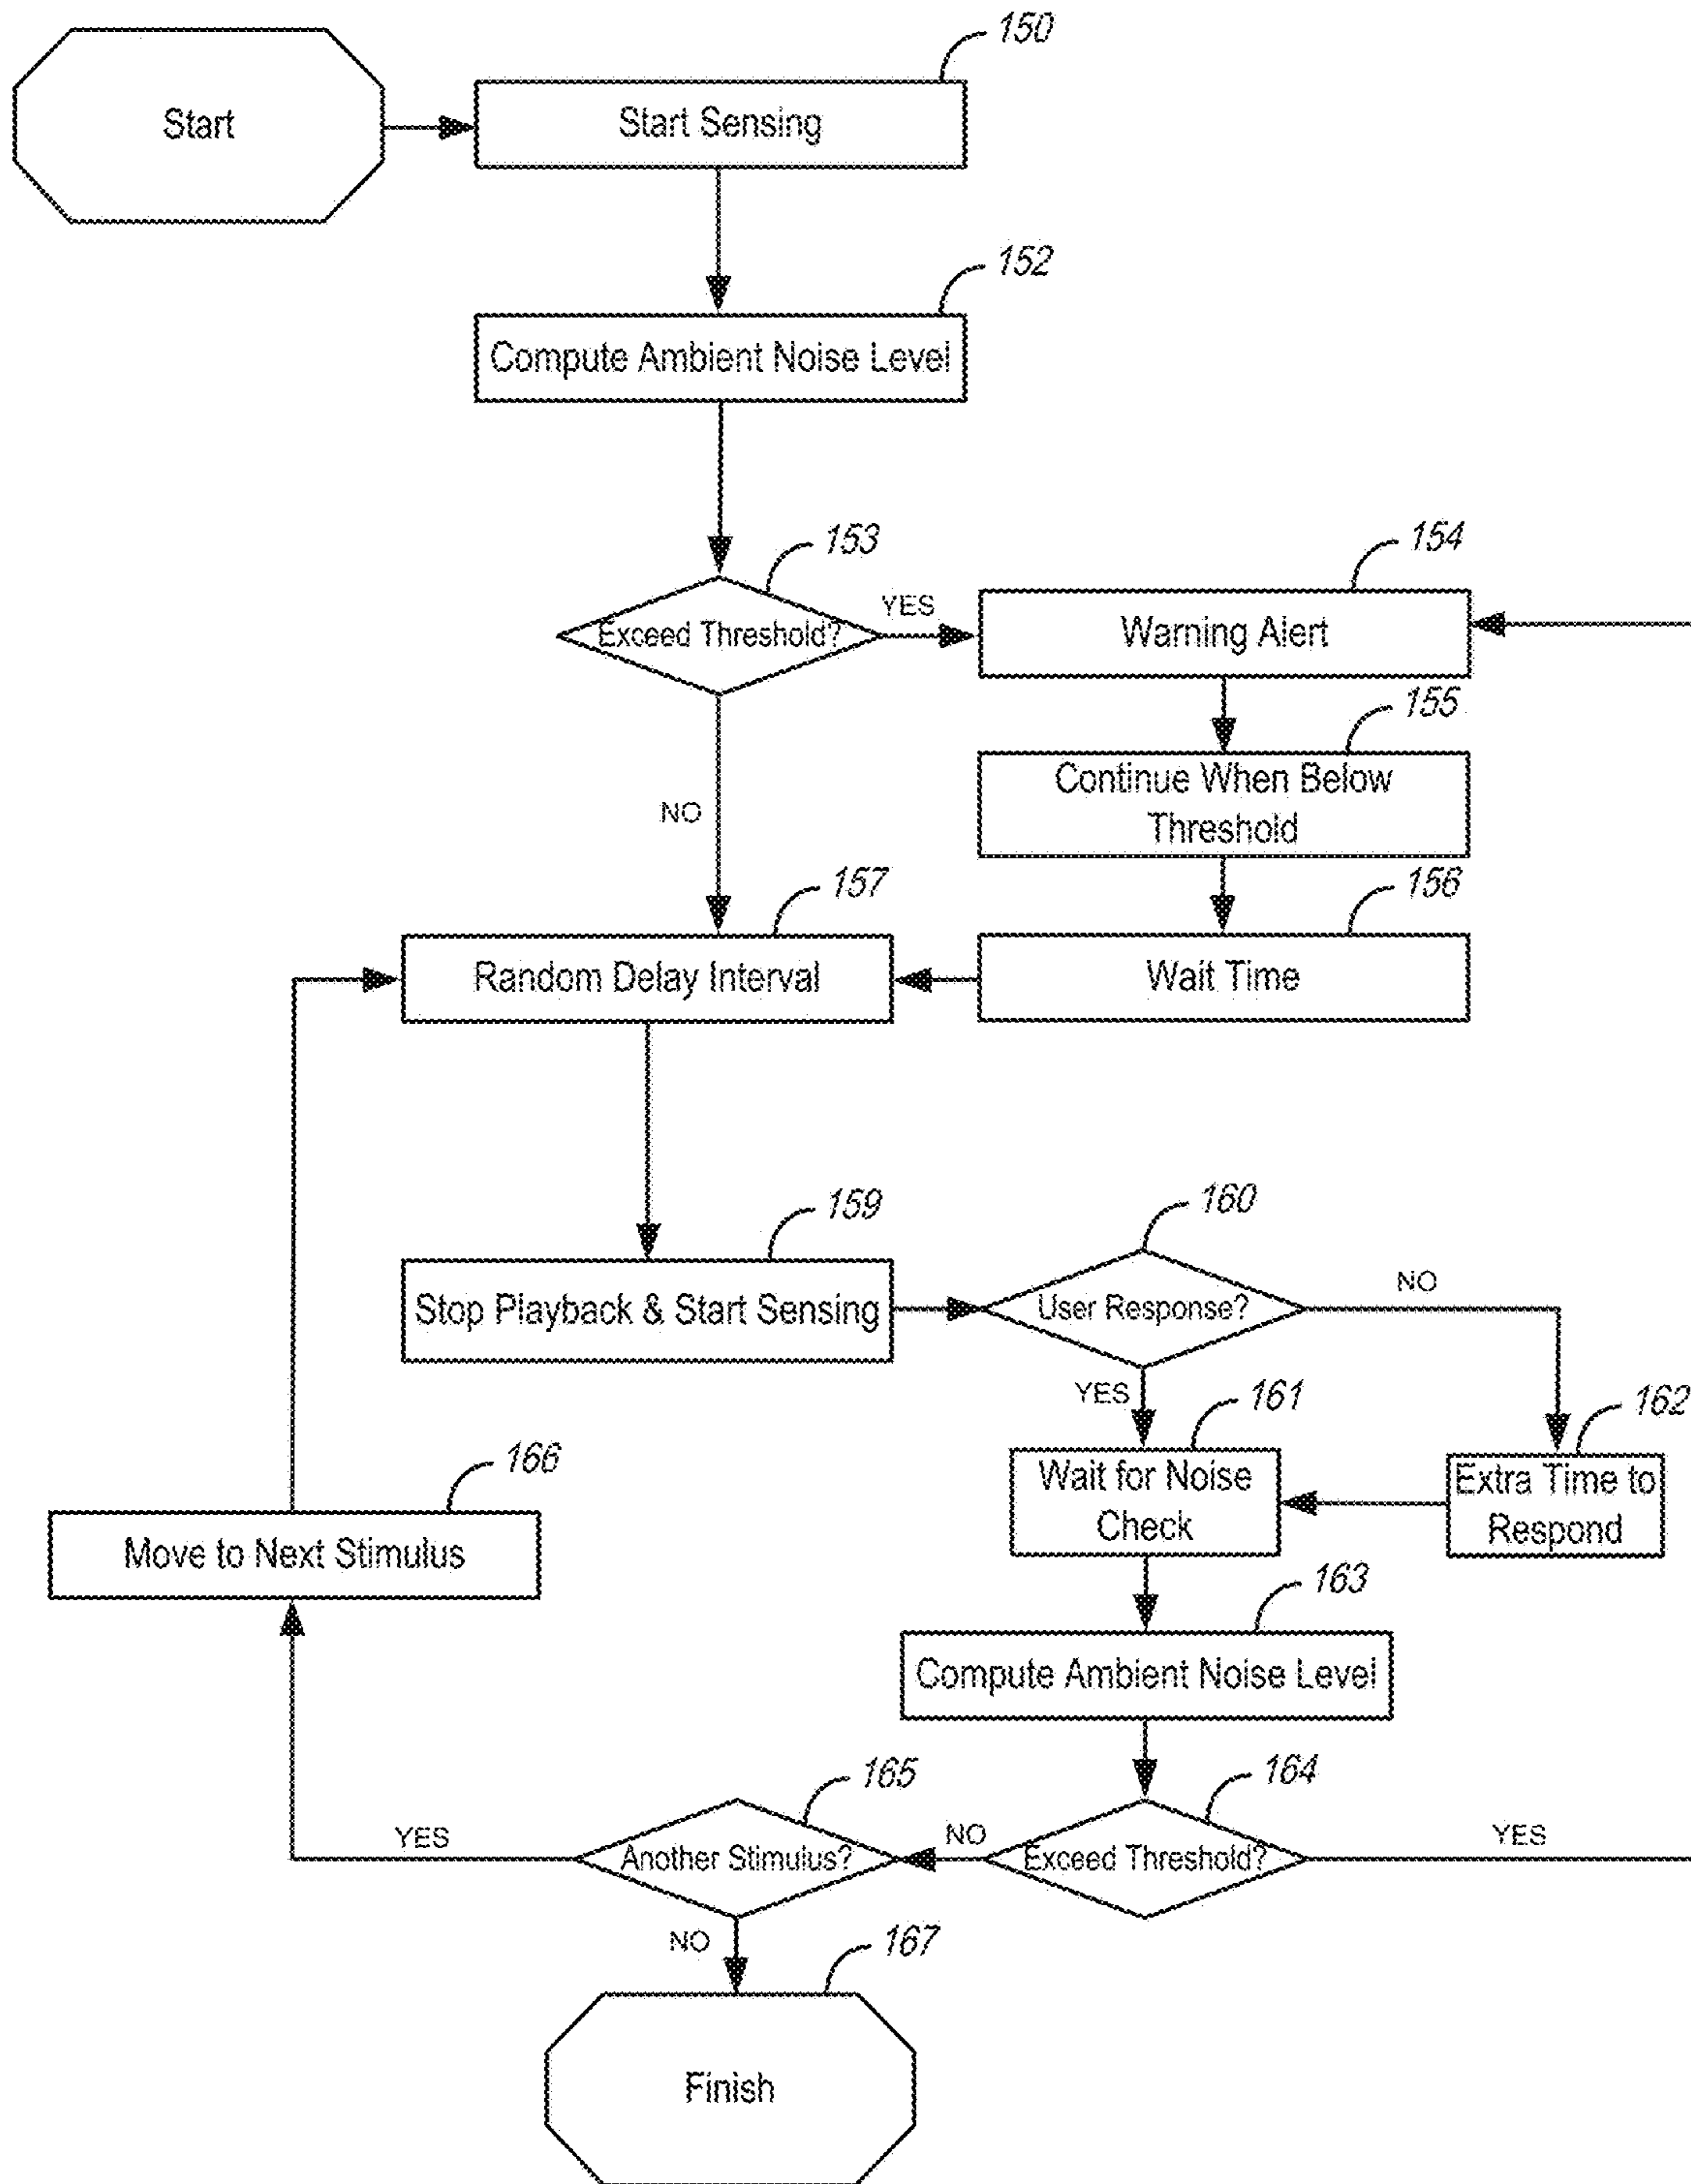 150
Start
Start Sensing
152
Compute Ambient Noise Level
153
Exceed Threshold?
YES
154
Warning Alert
NO
155
Continue When Below
Threshold
157
Random Delay Interval
156
Wait Time
159
Stop Playback & Start Sensing
160
User Response?
NO
YES
161
Wait for Noise
Check
162
Extra Time to
Respond
166
Move to Next Stimulus
163
Compute Ambient Noise Level
164
Exceed Threshold?
YES
NO
165
Another Stimulus?
YES
NO
167
Finish